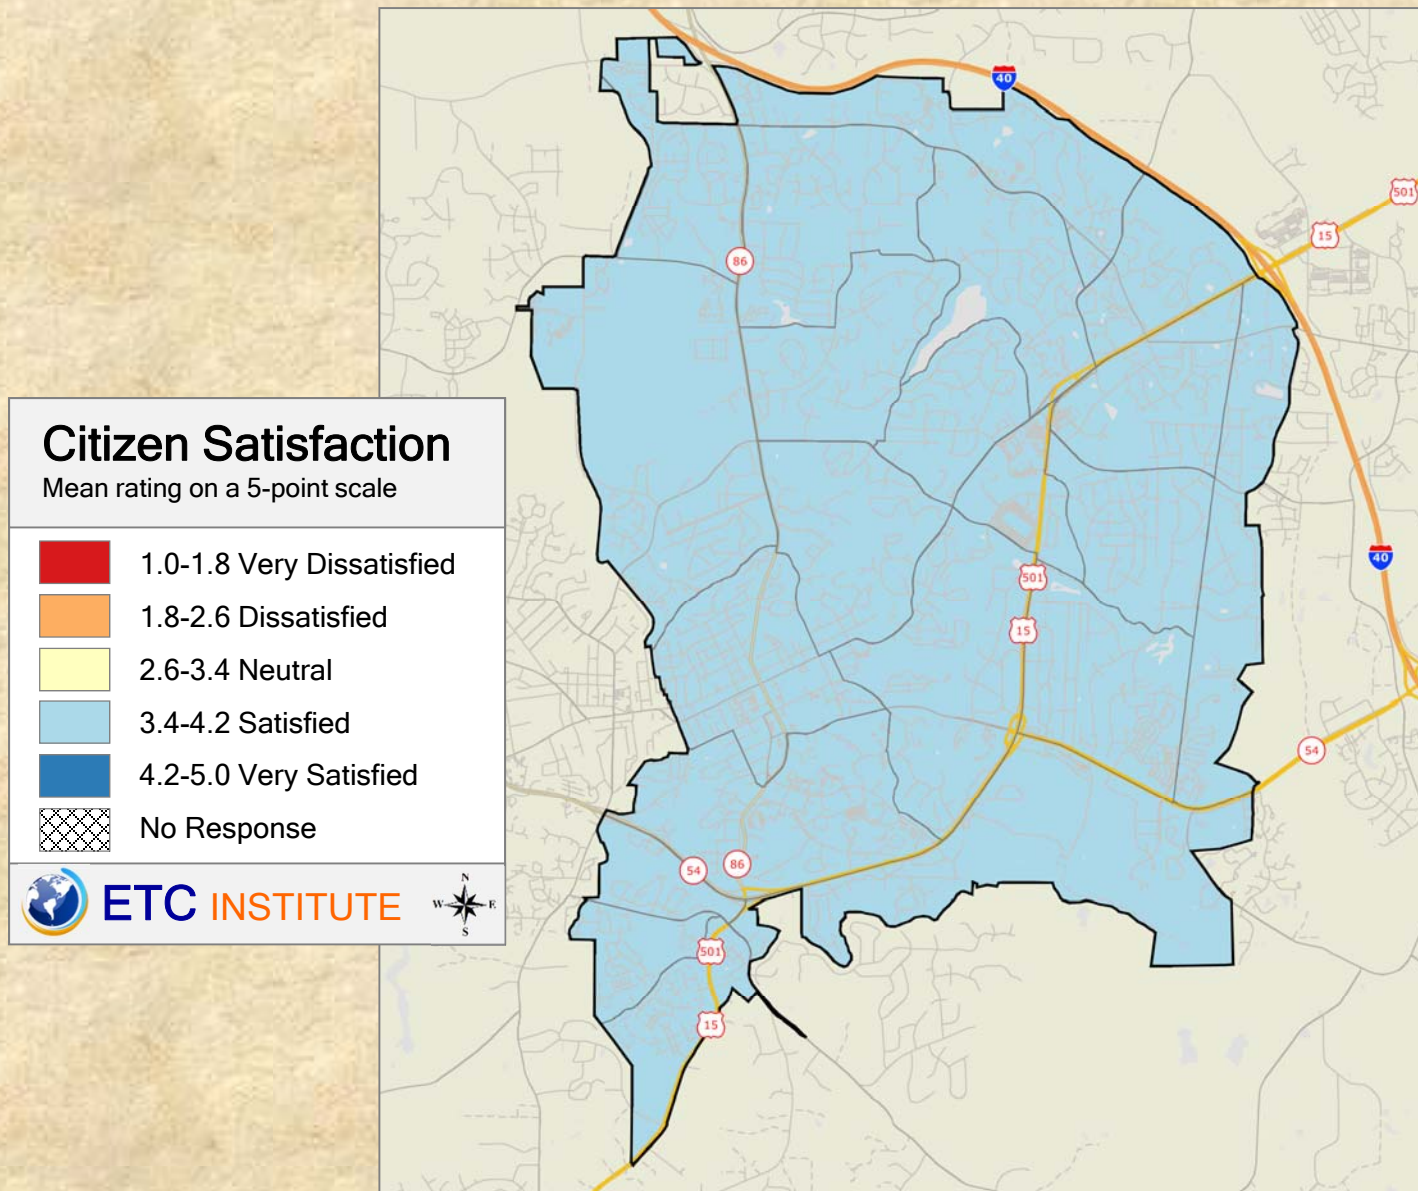 40
501
15
86
Citizen Satisfaction
Mean rating on a 5-point scale
1.0-1.8 Very Dissatisfied
1.8-2.6 Dissatisfied
2.6-3.4 Neutral
3.4-4.2 Satisfied
4.2-5.0 Very Satisfied
No Response
ETC INSTITUTE
N
W E
S
40
501
15
54
54 86
501
15